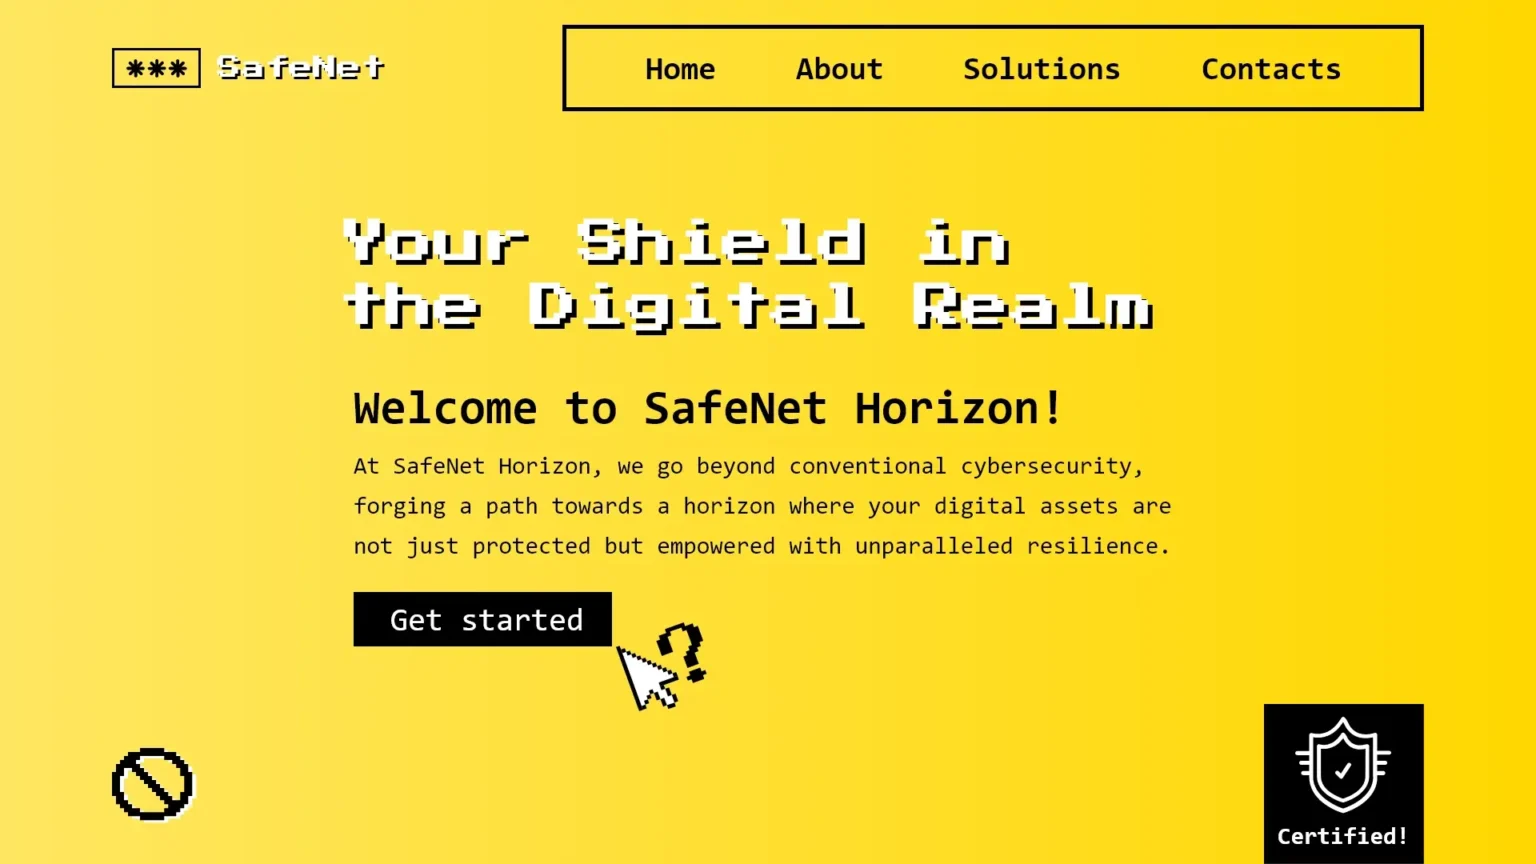 *** SafeNet
Home About Solutions Contacts
Your Shield in
the Digital Realm
Welcome to SafeNet Horizon!
At SafeNet Horizon, we go beyond conventional cybersecurity,
forging a path towards a horizon where your digital assets are
not just protected but empowered with unparalleled resilience.
Get started
?
Certified!